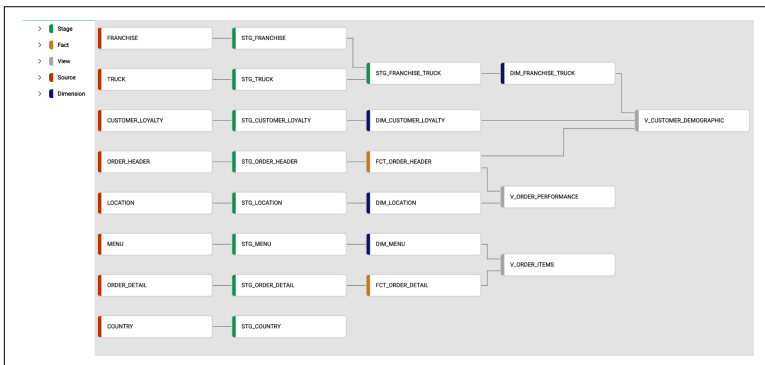 Stage
Fact
View
Source
Dimension
FRANCHISE
STG_FRANCHISE
TRUCK
STG_TRUCK
STG_FRANCHISE_TRUCK
DIM_FRANCHISE_TRUCK
CUSTOMER_LOYALTY
STG_CUSTOMER_LOYALTY
DIM_CUSTOMER_LOYALTY
V_CUSTOMER_DEMOGRAPHIC
ORDER_HEADER
STG_ORDER_HEADER
FCT_ORDER_HEADER
LOCATION
STG_LOCATION
DIM_LOCATION
V_ORDER_PERFORMANCE
MENU
STG_MENU
DIM_MENU
V_ORDER_ITEMS
ORDER_DETAIL
STG_ORDER_DETAIL
FCT_ORDER_DETAIL
COUNTRY
STG_COUNTRY